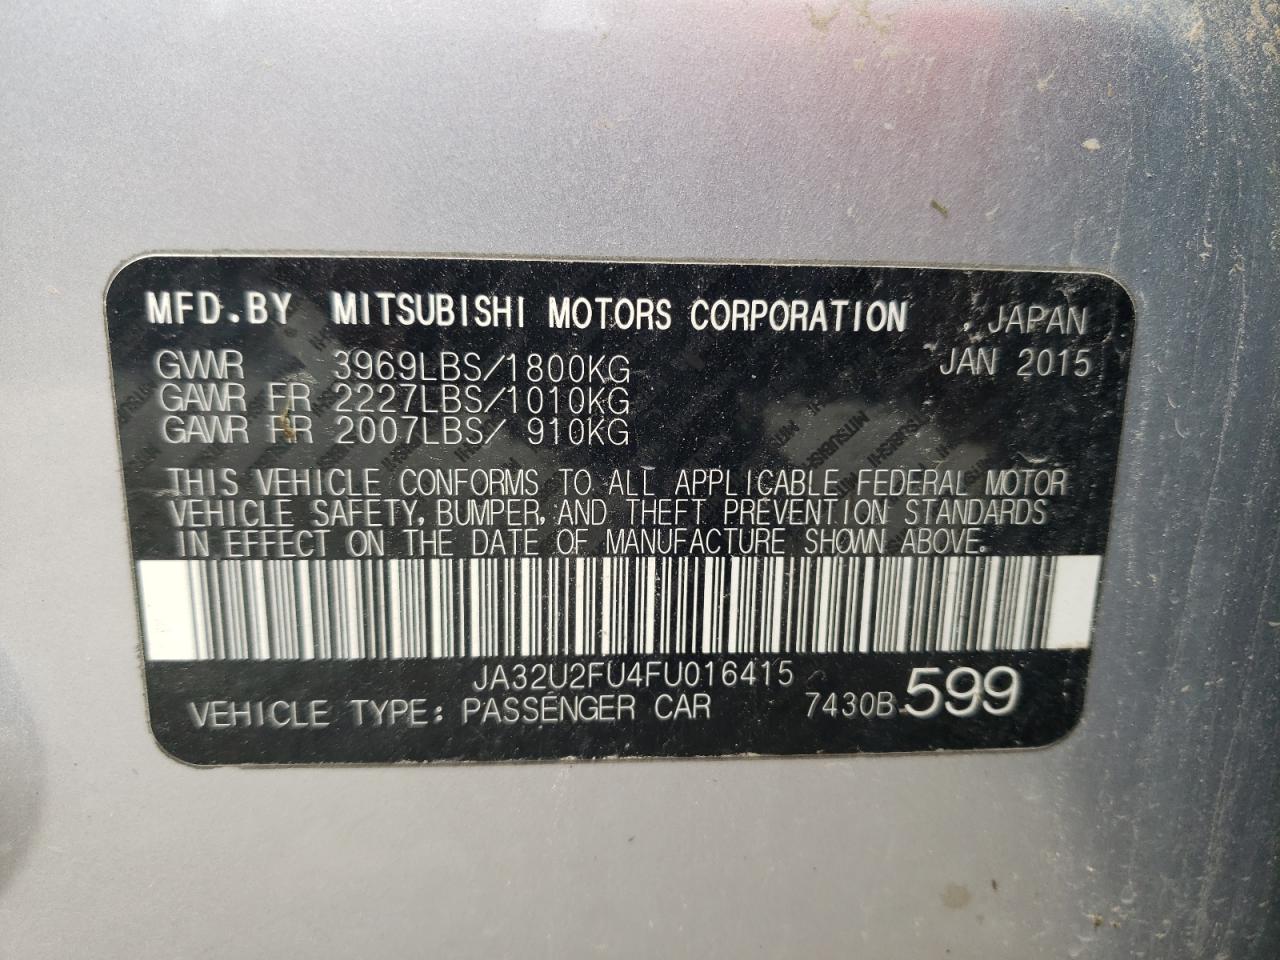 MFD.BY MITSUBISHI MOTORS CORPORATION JAPAN
GVWR 3969LBS/1800KG JAN 2015
GAWR FR 2227LBS/1010KG
GAWR RR 2007LBS/ 910KG
THIS VEHICLE CONFORMS TO ALL APPLICABLE FEDERAL MOTOR
VEHICLE SAFETY, BUMPER, AND THEFT PREVENTION STANDARDS
IN EFFECT ON THE DATE OF MANUFACTURE SHOWN ABOVE.
JA32U2FU4FU016415
VEHICLE TYPE: PASSENGER CAR 7430B 599